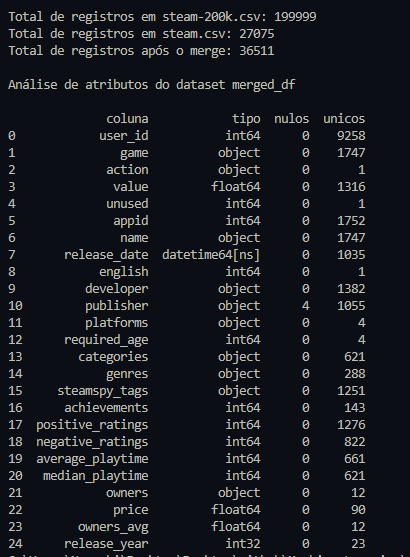 Total de registros em steam-200k.csv: 199999
Total de registros em steam.csv: 27075
Total de registros após o merge: 36511
Análise de atributos do dataset merged_df
coluna tipo nulos unicos
0 user_id int64 0 9258
1 game object 0 1747
2 action object 0 1
3 value float64 0 1316
4 unused int64 0 1
5 appid int64 0 1752
6 name object 0 1747
7 release_date datetime64[ns] 0 1035
8 english int64 0 1
9 developer object 0 1382
10 publisher object 4 1055
11 platforms object 0 4
12 required_age int64 0 4
13 categories object 0 621
14 genres object 0 288
15 steamspy_tags object 0 1251
16 achievements int64 0 143
17 positive_ratings int64 0 1276
18 negative_ratings int64 0 822
19 average_playtime int64 0 661
20 median_playtime int64 0 621
21 owners object 0 12
22 price float64 0 90
23 owners_avg float64 0 12
24 release_year int32 0 23